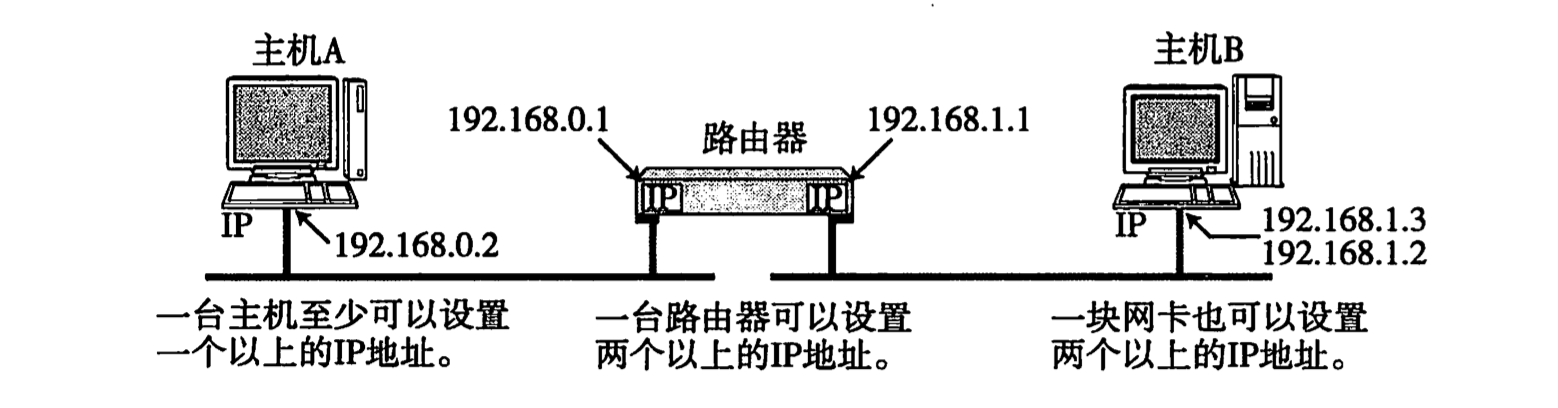 主机A
主机B
192.168.0.1
路由器
192.168.1.1
IP
IP
IP
192.168.0.2
IP
192.168.1.3
192.168.1.2
一台主机至少可以设置
一个以上的IP地址。
一台路由器可以设置
两个以上的IP地址。
一块网卡也可以设置
两个以上的IP地址。